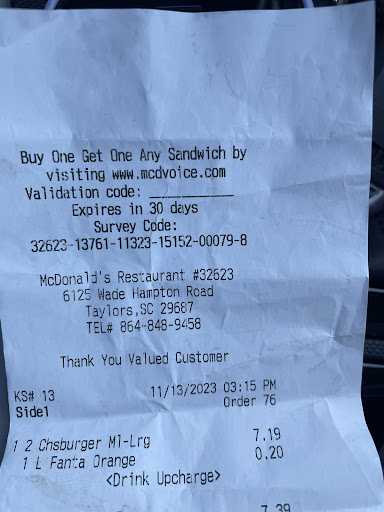 Buy One Get One Any Sandwich by
visiting www.mcdvoice.com
Validation code: ____________
Expires in 30 days
Survey Code:
32623-13761-11323-15152-00079-8
McDonald's Restaurant #32623
6125 Wade Hampton Road
Taylors,SC 29687
TEL# 864-848-9458
Thank You Valued Customer
KS# 13 11/13/2023 03:15 PM
Side1 Order 76
1 2 Chsburger Ml-Lrg 7.19
1 L Fanta Orange 0.20
<Drink Upcharge>
7.39